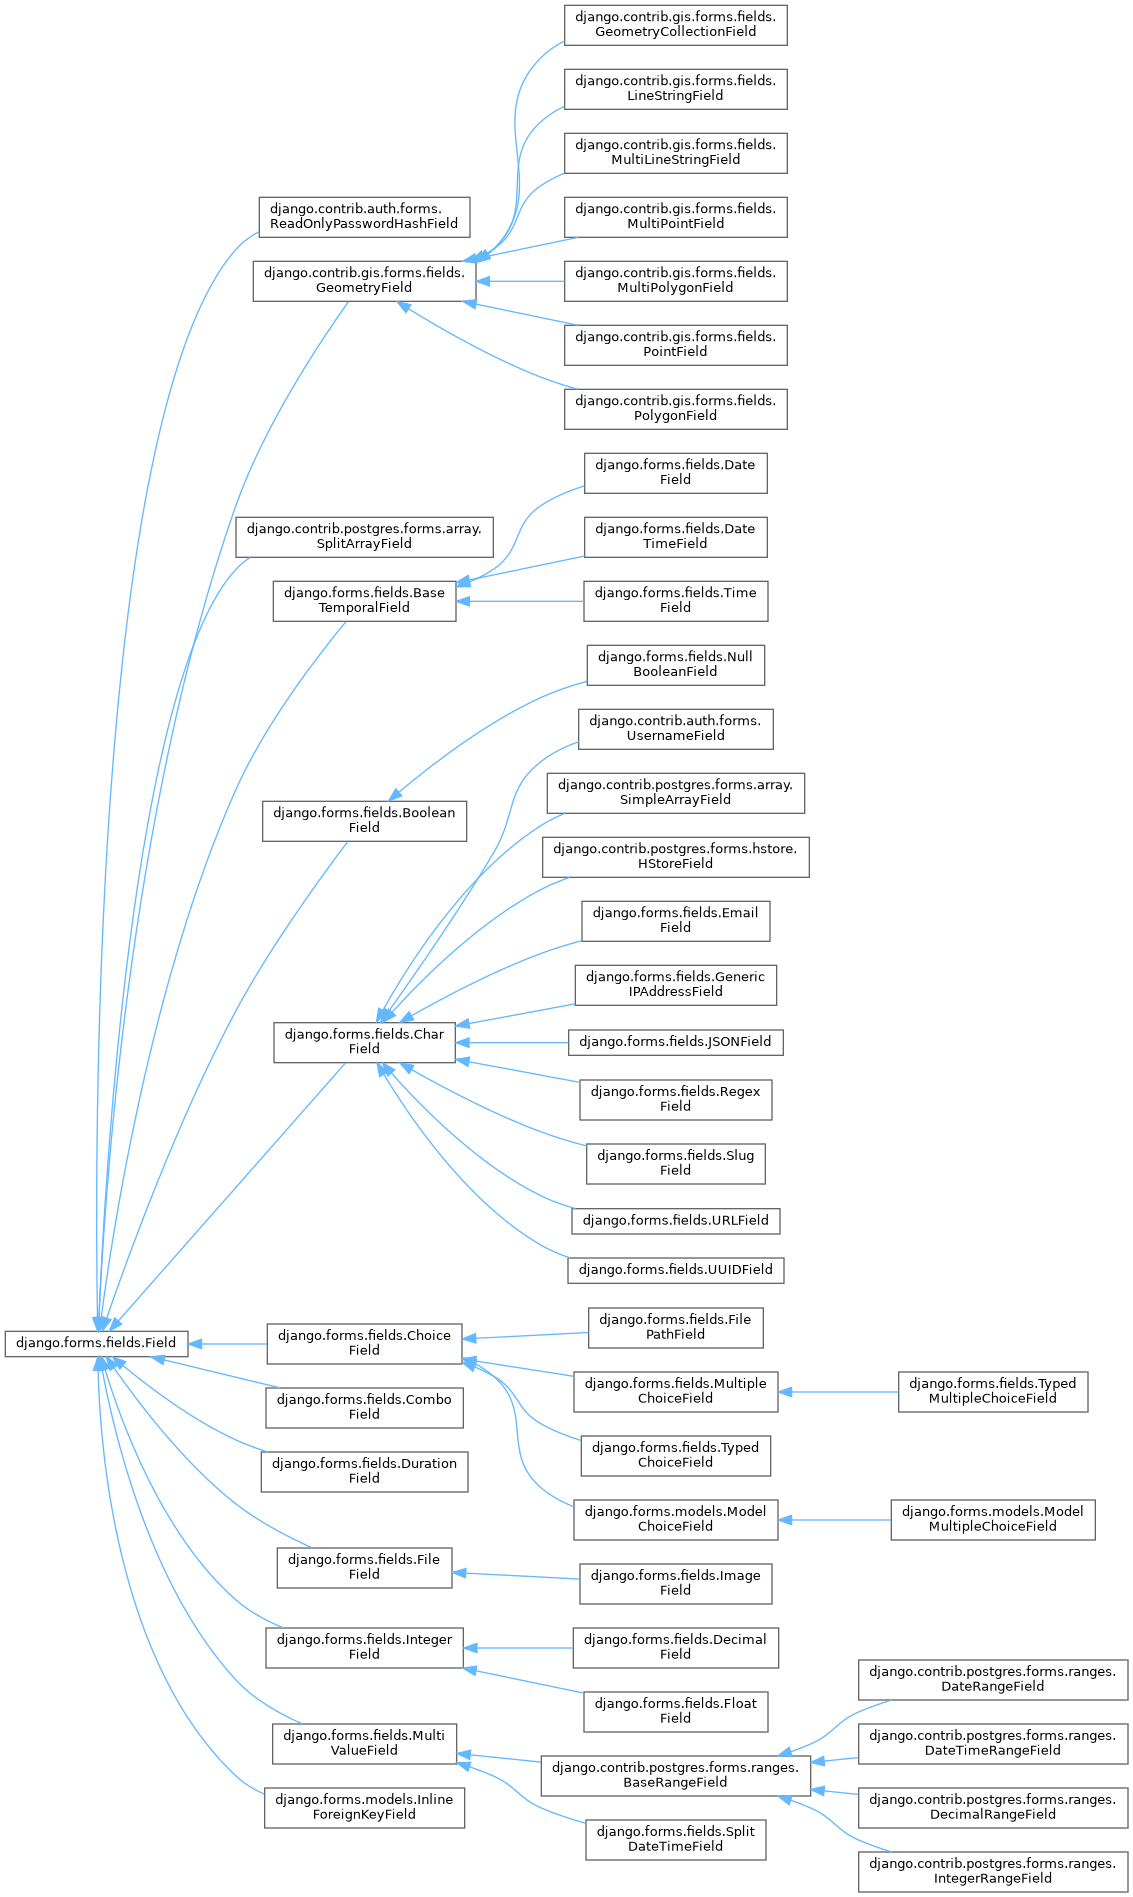 django.contrib.gis.forms.fields.
GeometryCollectionField
django.contrib.gis.forms.fields.
LineStringField
django.contrib.gis.forms.fields.
MultiLineStringField
django.contrib.auth.forms.
ReadOnlyPasswordHashField
django.contrib.gis.forms.fields.
MultiPointField
django.contrib.gis.forms.fields.
GeometryField
django.contrib.gis.forms.fields.
MultiPolygonField
django.contrib.gis.forms.fields.
PointField
django.contrib.gis.forms.fields.
PolygonField
django.forms.fields.Date
Field
django.contrib.postgres.forms.array.
SplitArrayField
django.forms.fields.Date
TimeField
django.forms.fields.Base
TemporalField
django.forms.fields.Time
Field
django.forms.fields.Null
BooleanField
django.contrib.auth.forms.
UsernameField
django.contrib.postgres.forms.array.
SimpleArrayField
django.forms.fields.Boolean
Field
django.contrib.postgres.forms.hstore.
HStoreField
django.forms.fields.Email
Field
django.forms.fields.Generic
IPAddressField
django.forms.fields.Char
Field
django.forms.fields.JSONField
django.forms.fields.Regex
Field
django.forms.fields.Slug
Field
django.forms.fields.URLField
django.forms.fields.UUIDField
django.forms.fields.Field
django.forms.fields.Choice
Field
django.forms.fields.File
PathField
django.forms.fields.Combo
Field
django.forms.fields.Multiple
ChoiceField
django.forms.fields.Typed
MultipleChoiceField
django.forms.fields.Duration
Field
django.forms.fields.Typed
ChoiceField
django.forms.models.Model
ChoiceField
django.forms.models.Model
MultipleChoiceField
django.forms.fields.File
Field
django.forms.fields.Image
Field
django.forms.fields.Integer
Field
django.forms.fields.Decimal
Field
django.forms.fields.Float
Field
django.contrib.postgres.forms.ranges.
DateRangeField
django.forms.fields.Multi
ValueField
django.contrib.postgres.forms.ranges.
DateTimeRangeField
django.contrib.postgres.forms.ranges.
BaseRangeField
django.forms.models.Inline
ForeignKeyField
django.contrib.postgres.forms.ranges.
DecimalRangeField
django.forms.fields.Split
DateTimeField
django.contrib.postgres.forms.ranges.
IntegerRangeField